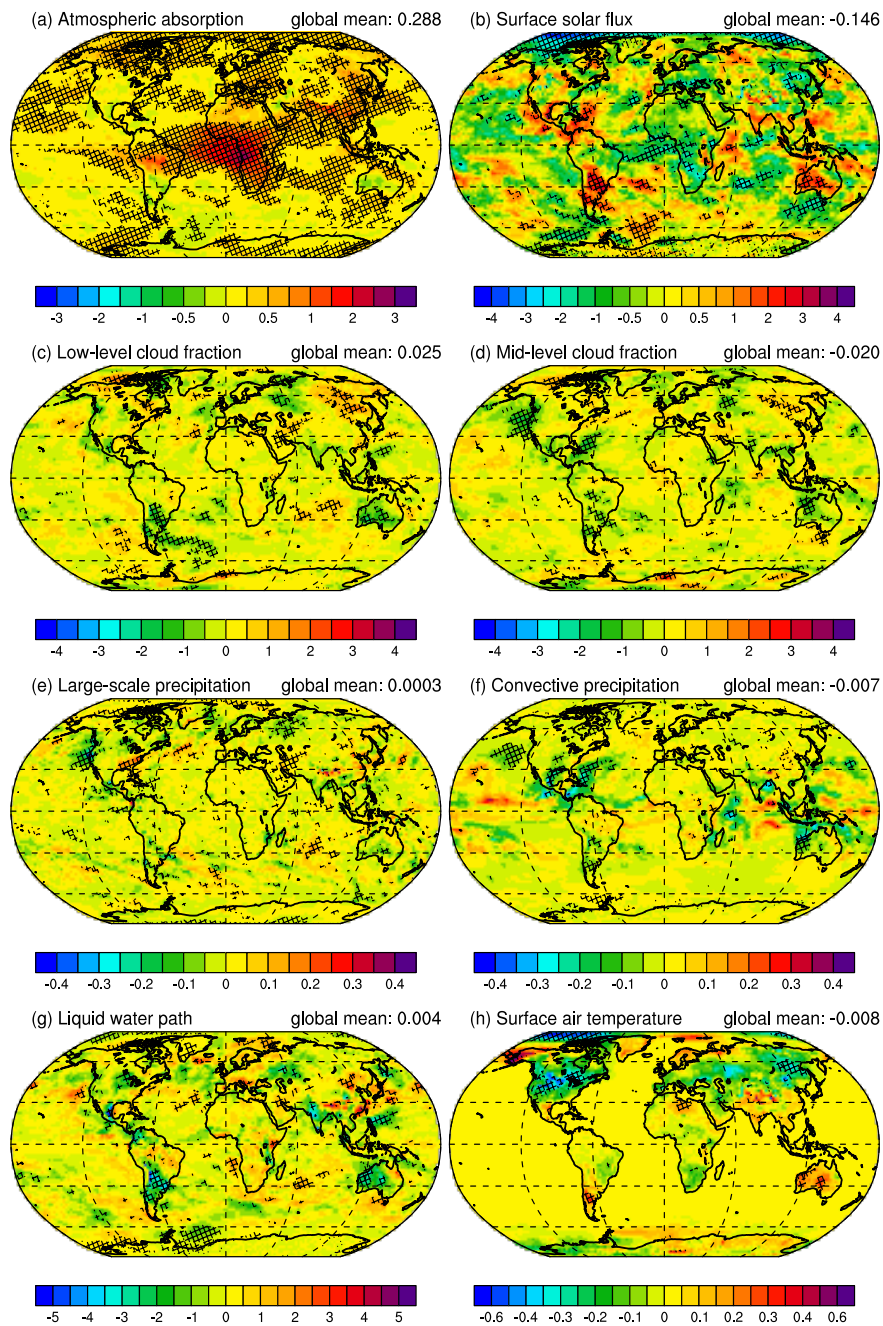 (a) Atmospheric absorption global mean: 0.288
(b) Surface solar flux global mean: -0.146
-3 -2 -1 -0.5 0 0.5 1 2 3
-4 -3 -2 -1 0 1 2 3 4
(c) Low-level cloud fraction global mean: 0.025
(d) Mid-level cloud fraction global mean: -0.020
-4 -3 -2 -1 0 1 2 3 4
-4 -3 -2 -1 0 1 2 3 4
(e) Large-scale precipitation global mean: 0.0003
(f) Convective precipitation global mean: -0.007
-0.4 -0.3 -0.2 -0.1 0 0.1 0.2 0.3 0.4
-0.4 -0.3 -0.2 -0.1 0 0.1 0.2 0.3 0.4
(g) Liquid water path global mean: 0.004
(h) Surface air temperature global mean: -0.008
-5 -4 -3 -2 -1 0 1 2 3 4 5
-0.6 -0.4 -0.3 -0.2 -0.1 0 0.1 0.2 0.3 0.4 0.6